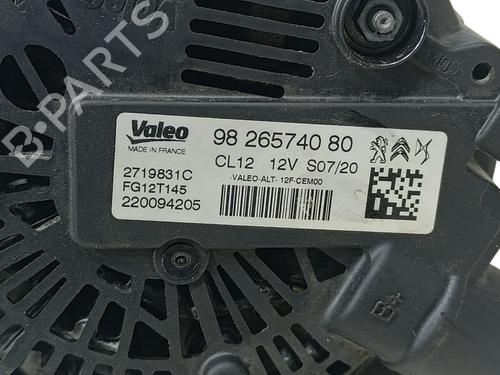 Valeo
MADE IN FRANCE
98 265740 80
CL12 12V S07/20
-VALEO-ALT- 12F-CEM00
2719831C
FG12T145
220094205
B+
B-PARTS